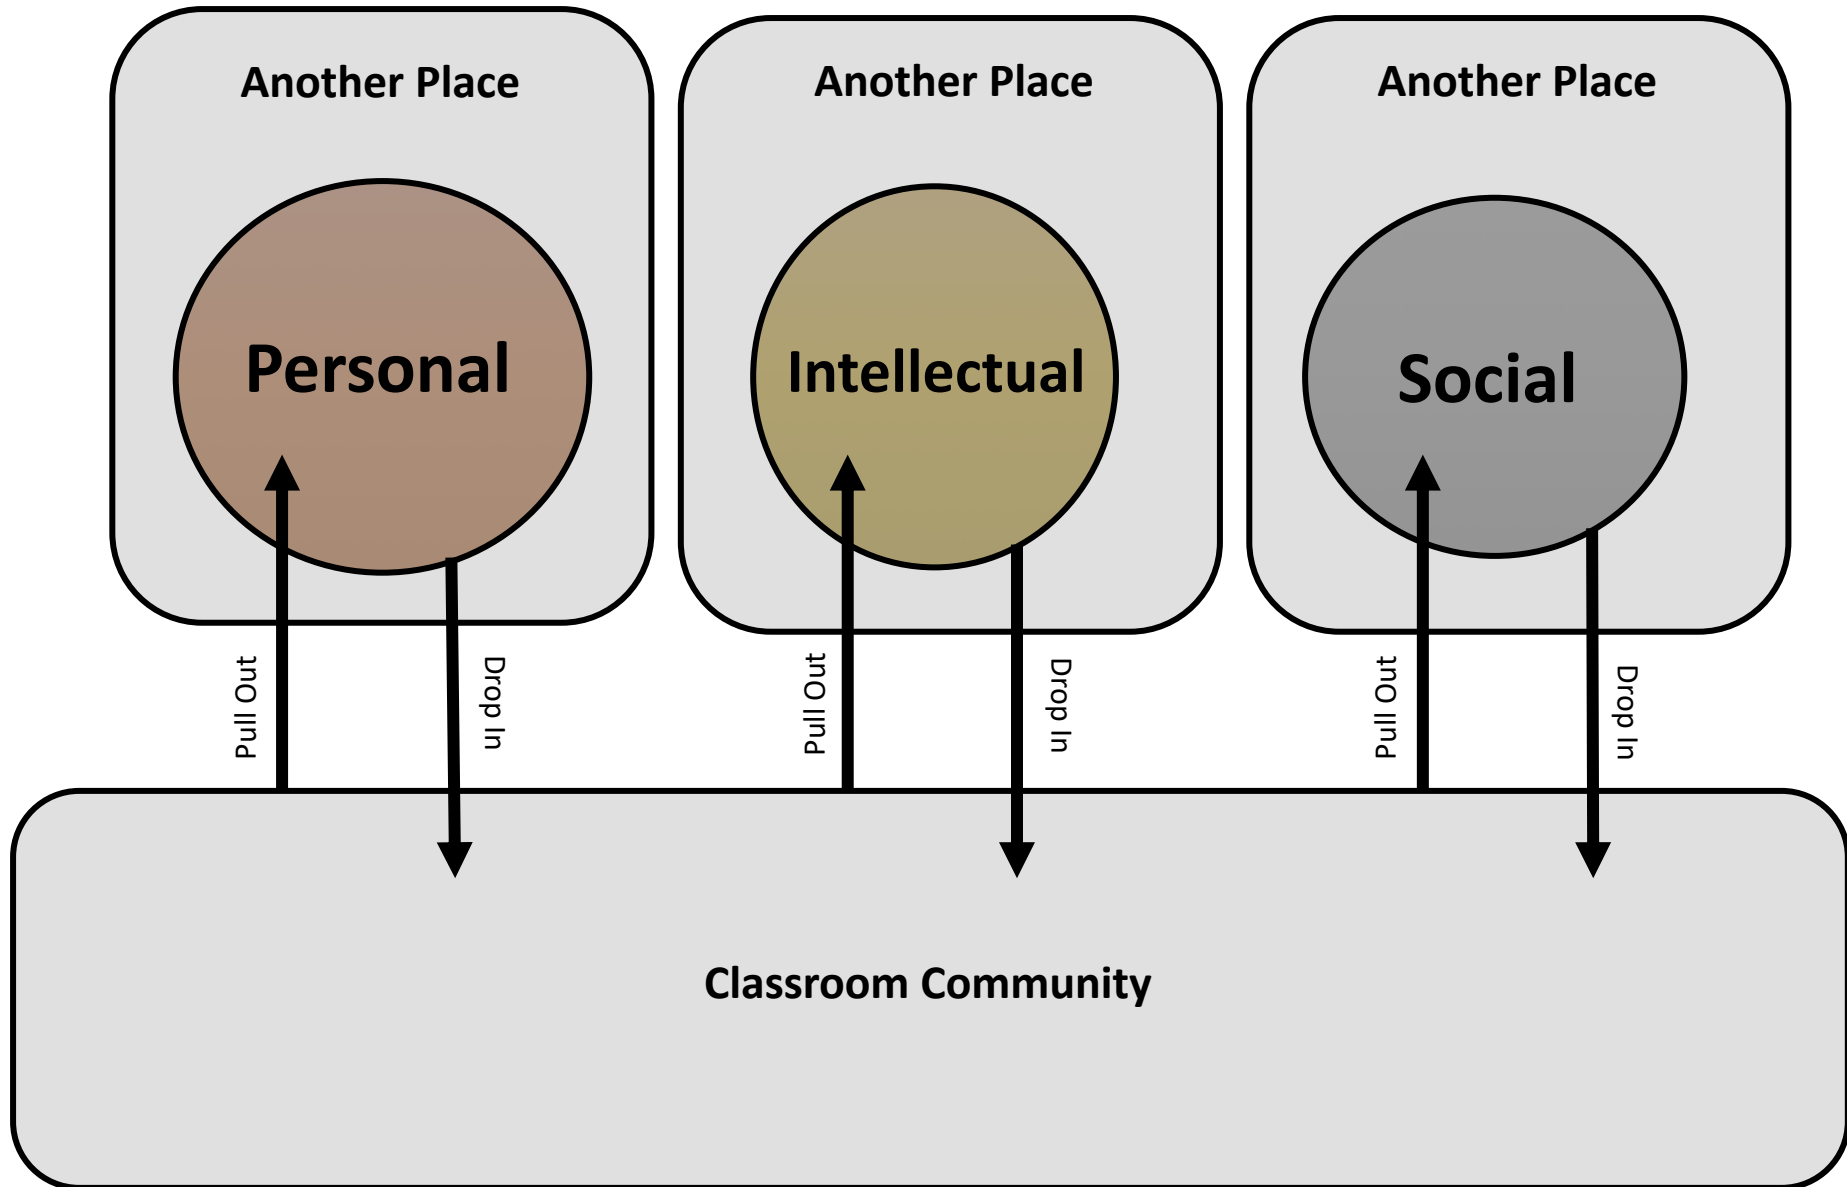 Another Place
Another Place
Another Place
Personal
Intellectual
Social
Pull Out
Drop In
Pull Out
Drop In
Pull Out
Drop In
Classroom Community